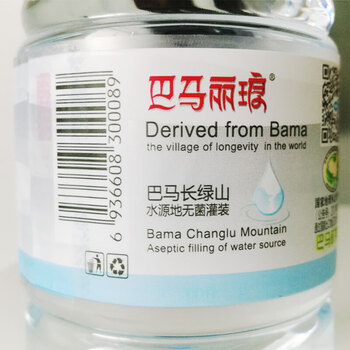 巴马丽琅®
Derived from Bama
the village of longevity in the world
巴马长绿山
水源地无菌灌装
Bama Changlu Mountain
Aseptic filling of water source
6 936608 300089